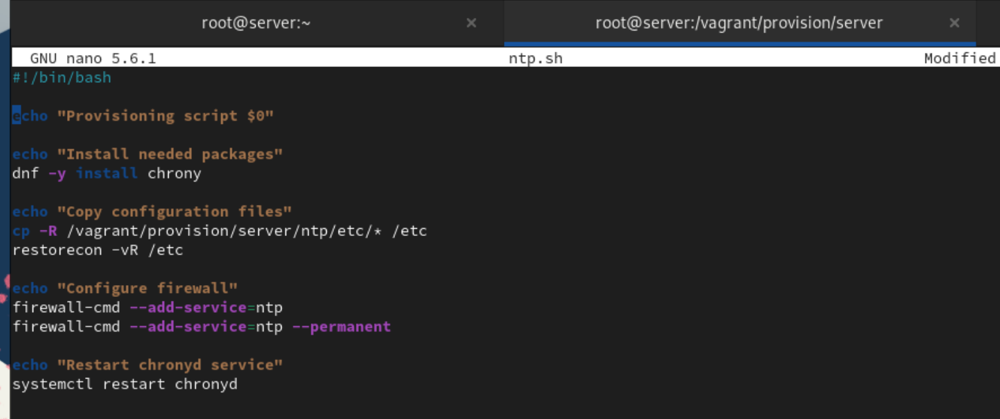 root@server:~ × root@server:/vagrant/provision/server ×
GNU nano 5.6.1 ntp.sh Modified
#!/bin/bash
echo "Provisioning script $0"
echo "Install needed packages"
dnf -y install chrony
echo "Copy configuration files"
cp -R /vagrant/provision/server/ntp/etc/* /etc
restorecon -vR /etc
echo "Configure firewall"
firewall-cmd --add-service=ntp
firewall-cmd --add-service=ntp --permanent
echo "Restart chronyd service"
systemctl restart chronyd